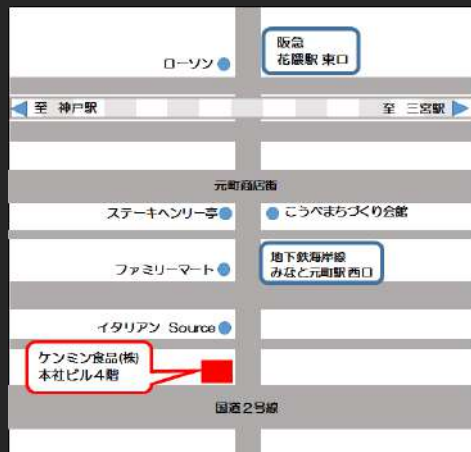 阪急
花隈駅 東口
ローソン
至 神戸駅
至 三宮駅
元町商店街
ステーキヘンリー亭
こうべまちづくり会館
地下鉄海岸線
みなと元町駅 西口
ファミリーマート
イタリアン Source
ケンミン食品(株)
本社ビル4階
国道2号線